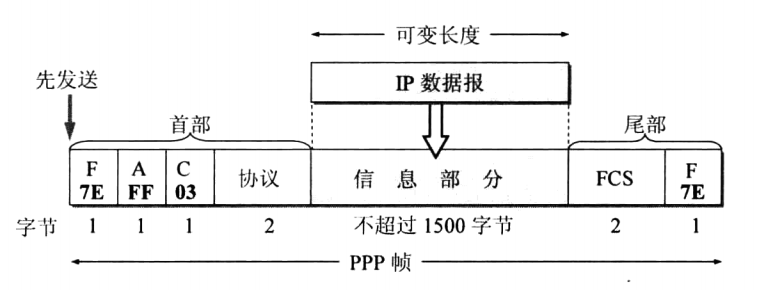 可变长度
IP 数据报
先发送
首部
尾部
F A C F
7E FF 03 协议 信息部分 FCS 7E
字节 1 1 1 2 不超过 1500 字节 2 1
PPP 帧